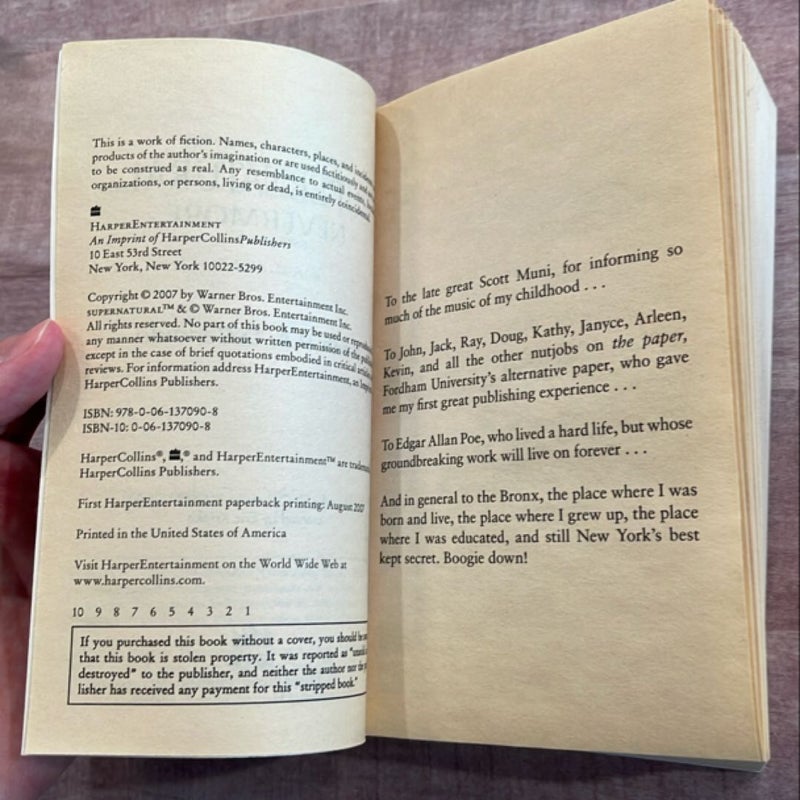 This is a work of fiction. Names, characters, places, and
products of the author's imagination or are used fictitiously and
to be construed as real. Any resemblance to actual events,
organizations, or persons, living or dead, is entirely coincidental.
HARPERENTERTAINMENT
An Imprint of HarperCollinsPublishers
10 East 53rd Street
New York, New York 10022-5299
Copyright © 2007 by Warner Bros. Entertainment Inc.
SUPERNATURAL™ & © Warner Bros. Entertainment Inc.
All rights reserved. No part of this book may be used or
any manner whatsoever without written permission of the
except in the case of brief quotations embodied in critical
reviews. For information address HarperEntertainment, an
HarperCollins Publishers.
ISBN: 978-0-06-137090-8
ISBN-10: 0-06-137090-8
HarperCollins®, ®, and HarperEntertainment™ are
HarperCollins Publishers.
First HarperEntertainment paperback printing: August 2007
Printed in the United States of America
Visit HarperEntertainment on the World Wide Web at
www.harpercollins.com.
10 9 8 7 6 5 4 3 2 1
If you purchased this book without a cover, you should be
that this book is stolen property. It was reported as
destroyed" to the publisher, and neither the author nor the
lisher has received any payment for this "stripped book."
To the late great Scott Muni, for informing so
much of the music of my childhood . . .
To John, Jack, Ray, Doug, Kathy, Janyce, Arleen,
Kevin, and all the other nutjobs on the paper,
Fordham University's alternative paper, who gave
me my first great publishing experience . . .
To Edgar Allan Poe, who lived a hard life, but whose
groundbreaking work will live on forever . . .
And in general to the Bronx, the place where I was
born and live, the place where I grew up, the place
where I was educated, and still New York's best
kept secret. Boogie down!